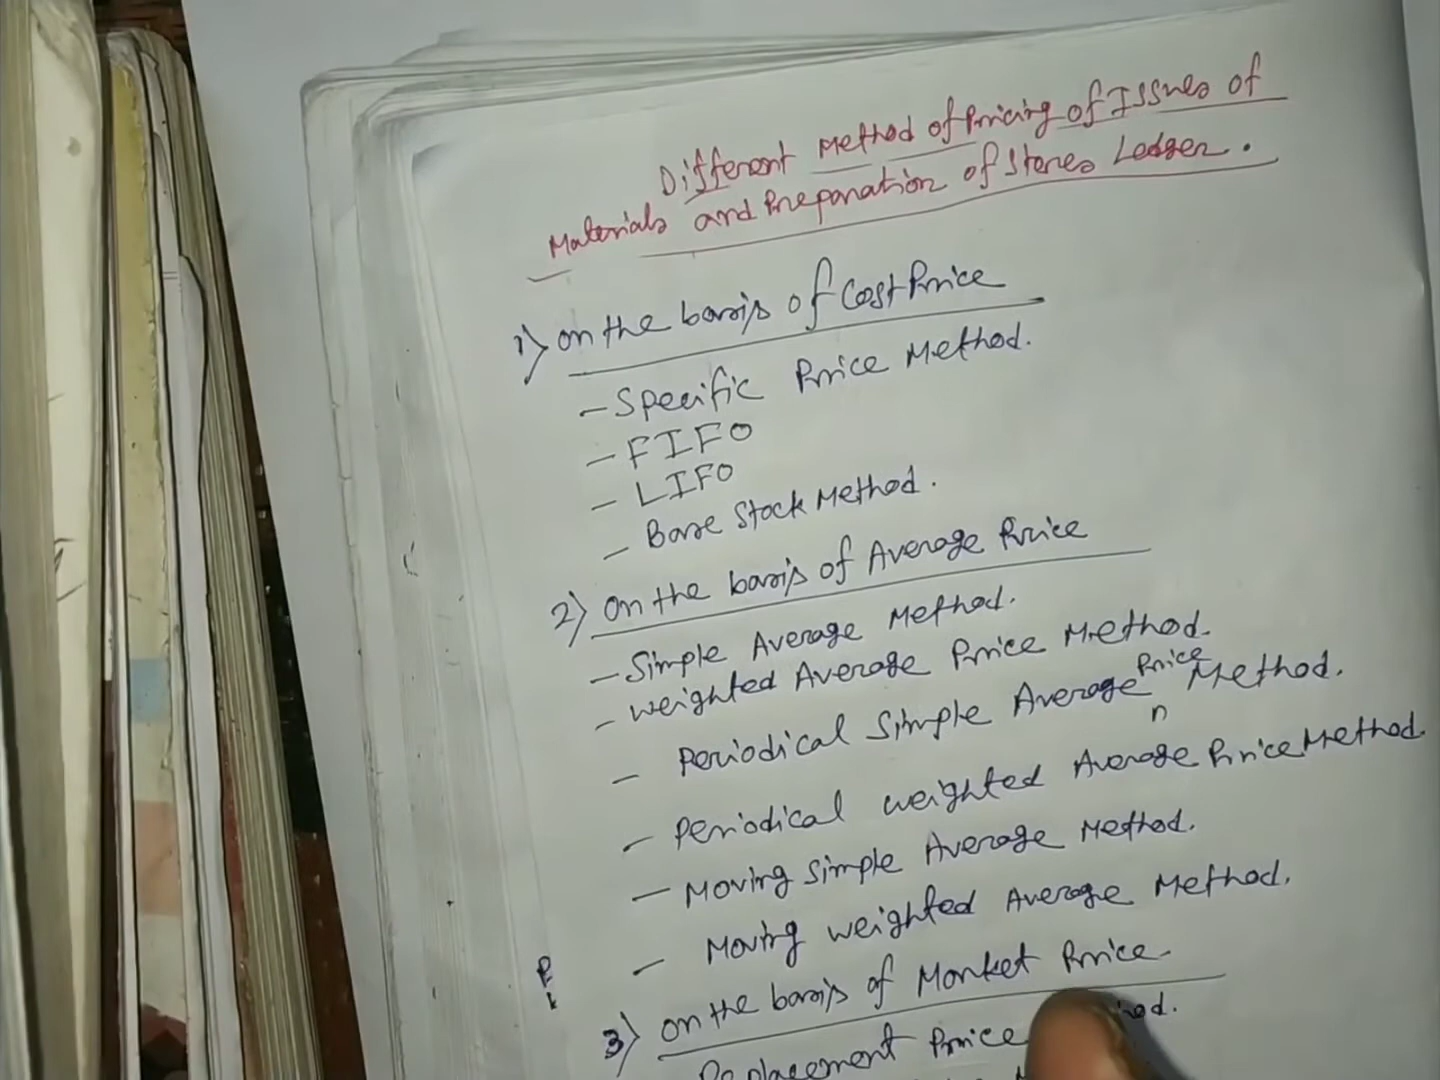 Different Method of Pricing of Issues of
Materials and Preparation of Stores Ledger.
1) on the basis of Cost Price
- Specific Price Method.
- FIFO
- LIFO
- Base Stock Method.
2) on the basis of Average Price
- Simple Average Method.
- weighted Average Price Method.
- Periodical Simple Average Price Method.
- Periodical weighted Average Price Method.
- Moving Simple Average Method.
- Moving weighted Average Method.
3) on the basis of Market Price
Replacement Price